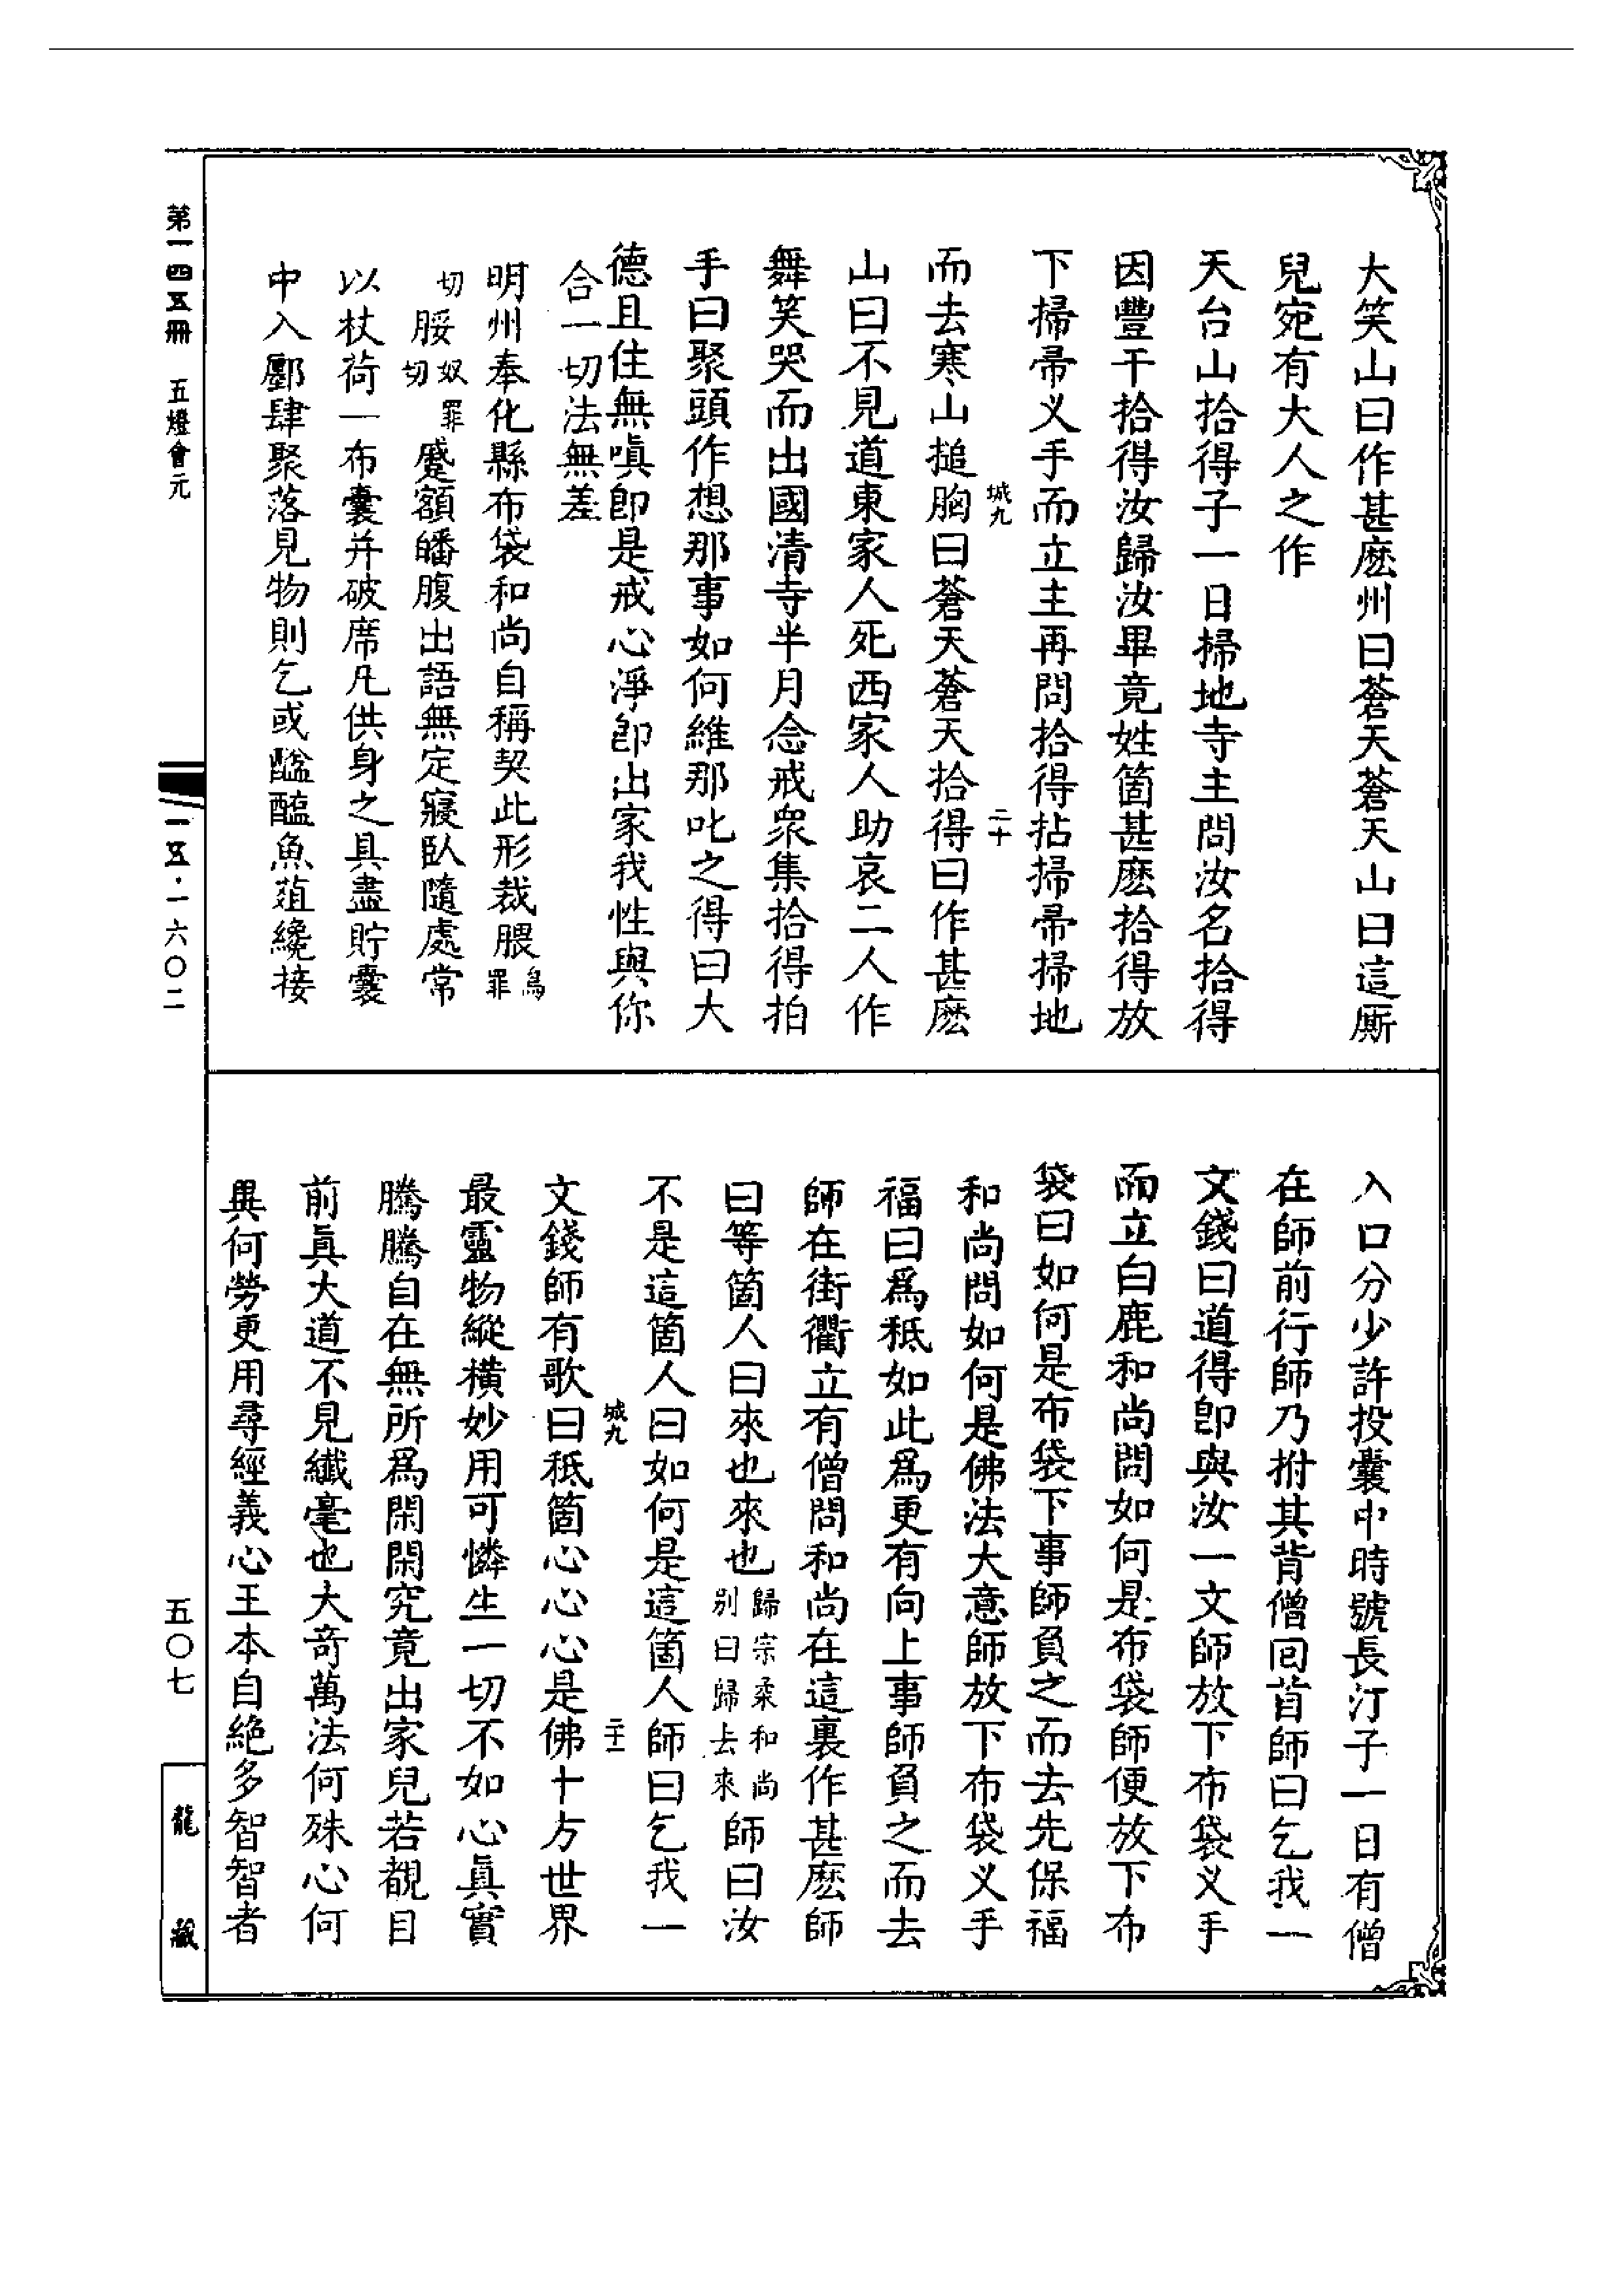 大笑山曰作甚麽州曰蒼天蒼天山曰這厮
兒宛有大人之作
天台山拾得子一日掃地寺主問汝名拾得
因豐干拾得汝歸汝畢竟姓箇甚麽拾得放
下掃帚义手而立主再問拾得拈掃帚掃地
城九
二十
而去寒山搥胸曰蒼天蒼天拾得曰作甚麽
山曰不見道東家人死西家人助哀二人作
舞笑哭而出國清寺半月念戒衆集拾得拍
手曰聚頭作想那事如何維那叱之得曰大
德且住無嗔卽是戒心淨卽出家我性與你
合一切法無差
明州奉化縣布袋和尚自稱契此形裁腲烏罪
切脮奴罪切蹙額皤腹出語無定寢臥隨處常
以杖荷一布囊并破席凡供身之具盡貯囊
中入鄽肆聚落見物則乞或醯醢魚菹纔接
入口分少許投囊中時號長汀子一日有僧
在師前行師乃拊其背僧回首師曰乞我一
文錢曰道得卽與汝一文師放下布袋义手
而立白鹿和尚問如何是布袋師便放下布
袋曰如何是布袋下事師負之而去先保福
和尚問如何是佛法大意師放下布袋义手
福曰爲秪如此爲更有向上事師負之而去
師在街衢立有僧問和尚在這裏作甚麽師
曰等箇人曰來也來也歸宗柔和尚別曰歸去來師曰汝
不是這箇人曰如何是這箇人師曰乞我一
城九
二十一
文錢師有歌曰秪箇心心心是佛十方世界
最靈物縱橫妙用可憐生一切不如心眞實
騰騰自在無所爲閑閑究竟出家兒若覩目
前眞大道不見纖毫也大奇萬法何殊心何
異何勞更用尋經義心王本自絕多智智者
第一四五冊 五燈會元
一五·一六〇二
五〇七
龍藏